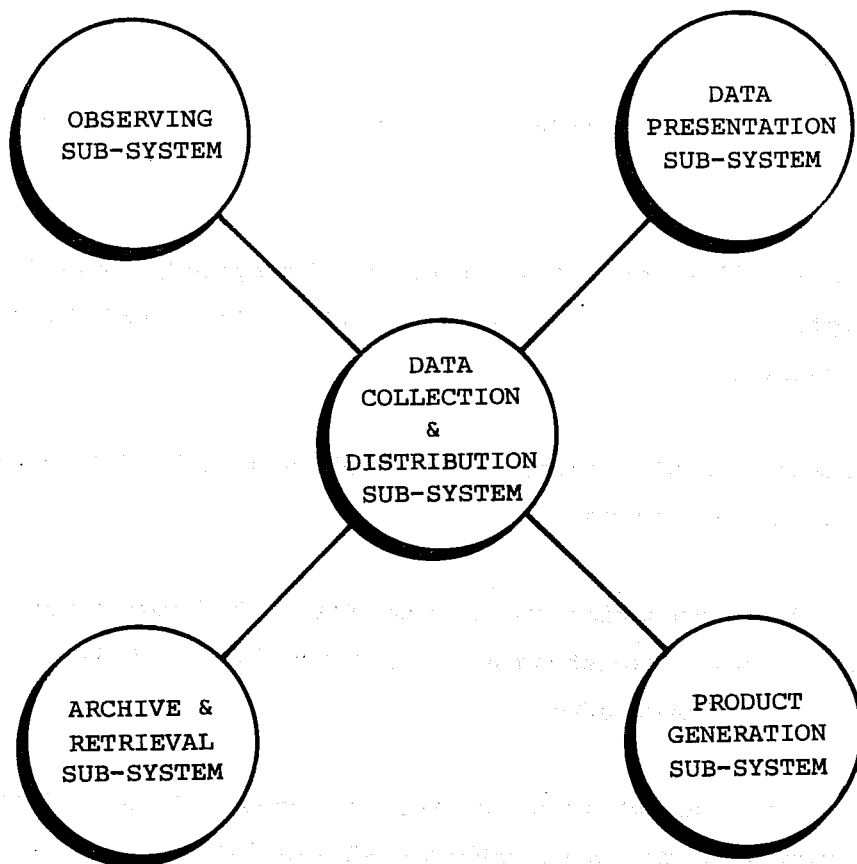 OBSERVING
SUB-SYSTEM
DATA
PRESENTATION
SUB-SYSTEM
DATA
COLLECTION
&
DISTRIBUTION
SUB-SYSTEM
ARCHIVE &
RETRIEVAL
SUB-SYSTEM
PRODUCT
GENERATION
SUB-SYSTEM